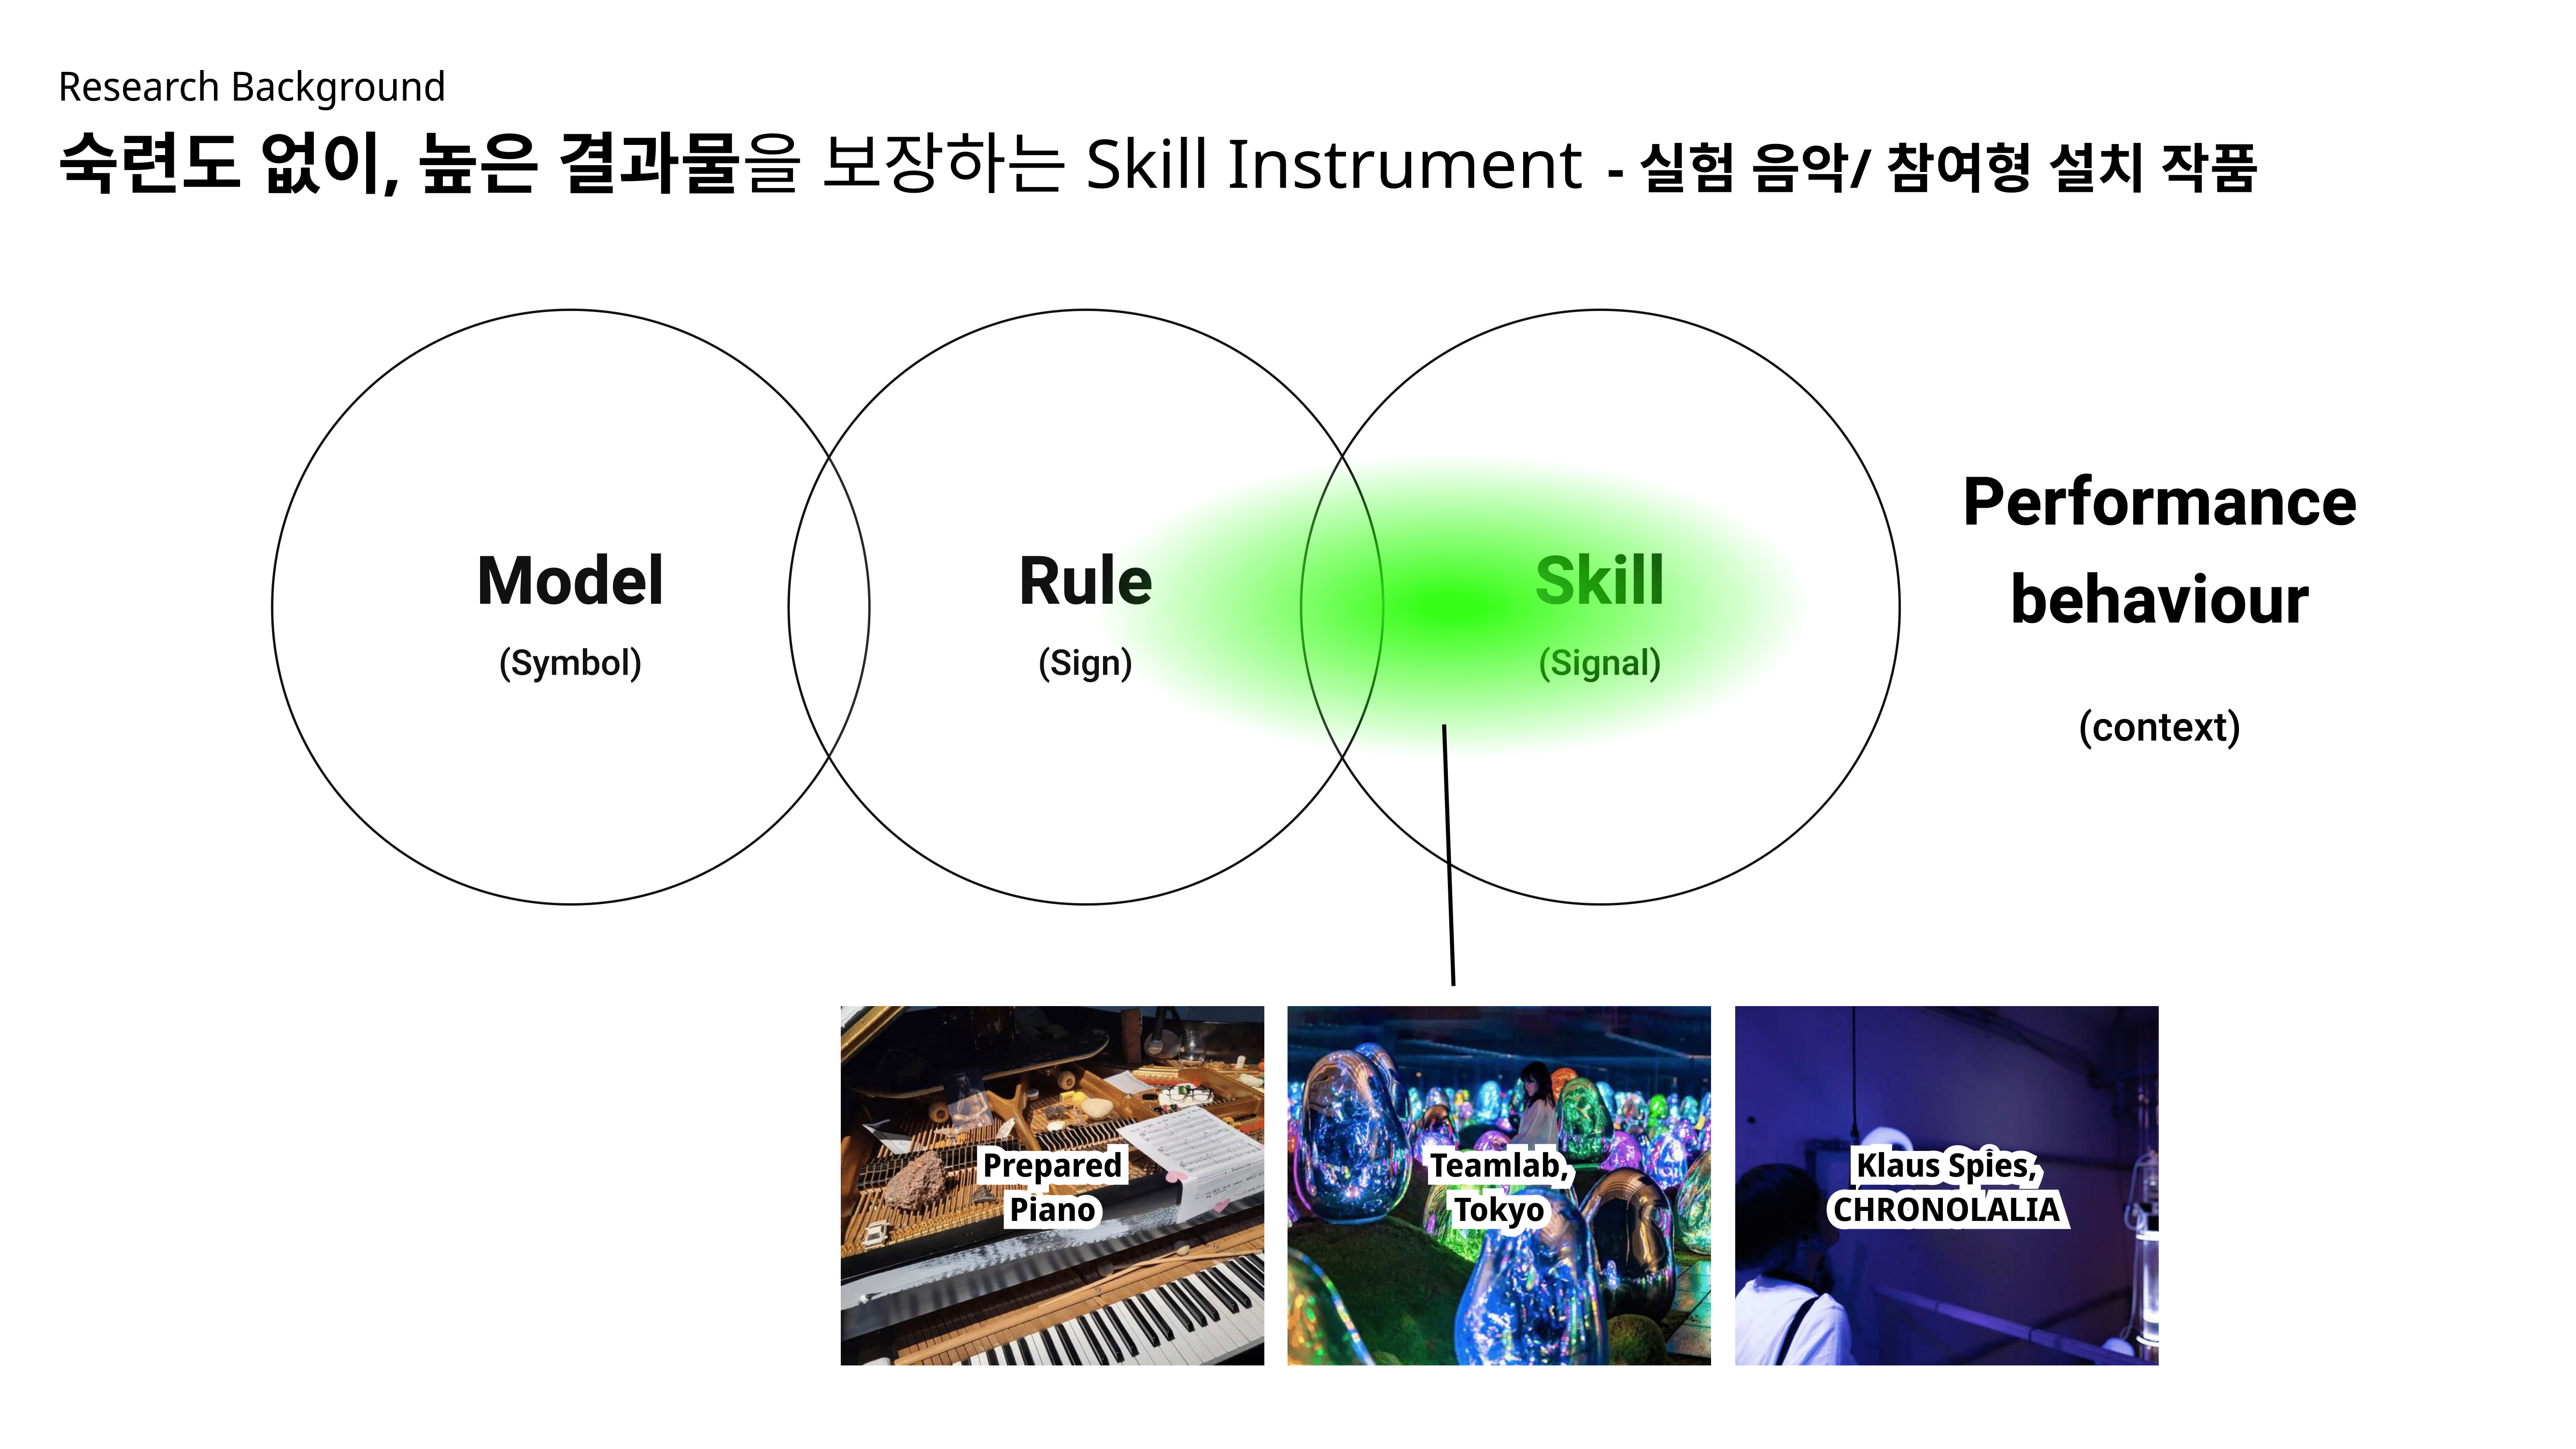 Research Background
숙련도 없이, 높은 결과물을 보장하는 Skill Instrument - 실험 음악/ 참여형 설치 작품
Model
(Symbol)
Rule
(Sign)
Skill
(Signal)
Performance
behaviour
(context)
Prepared
Piano
Teamlab,
Tokyo
Klaus Spies,
CHRONOLALIA